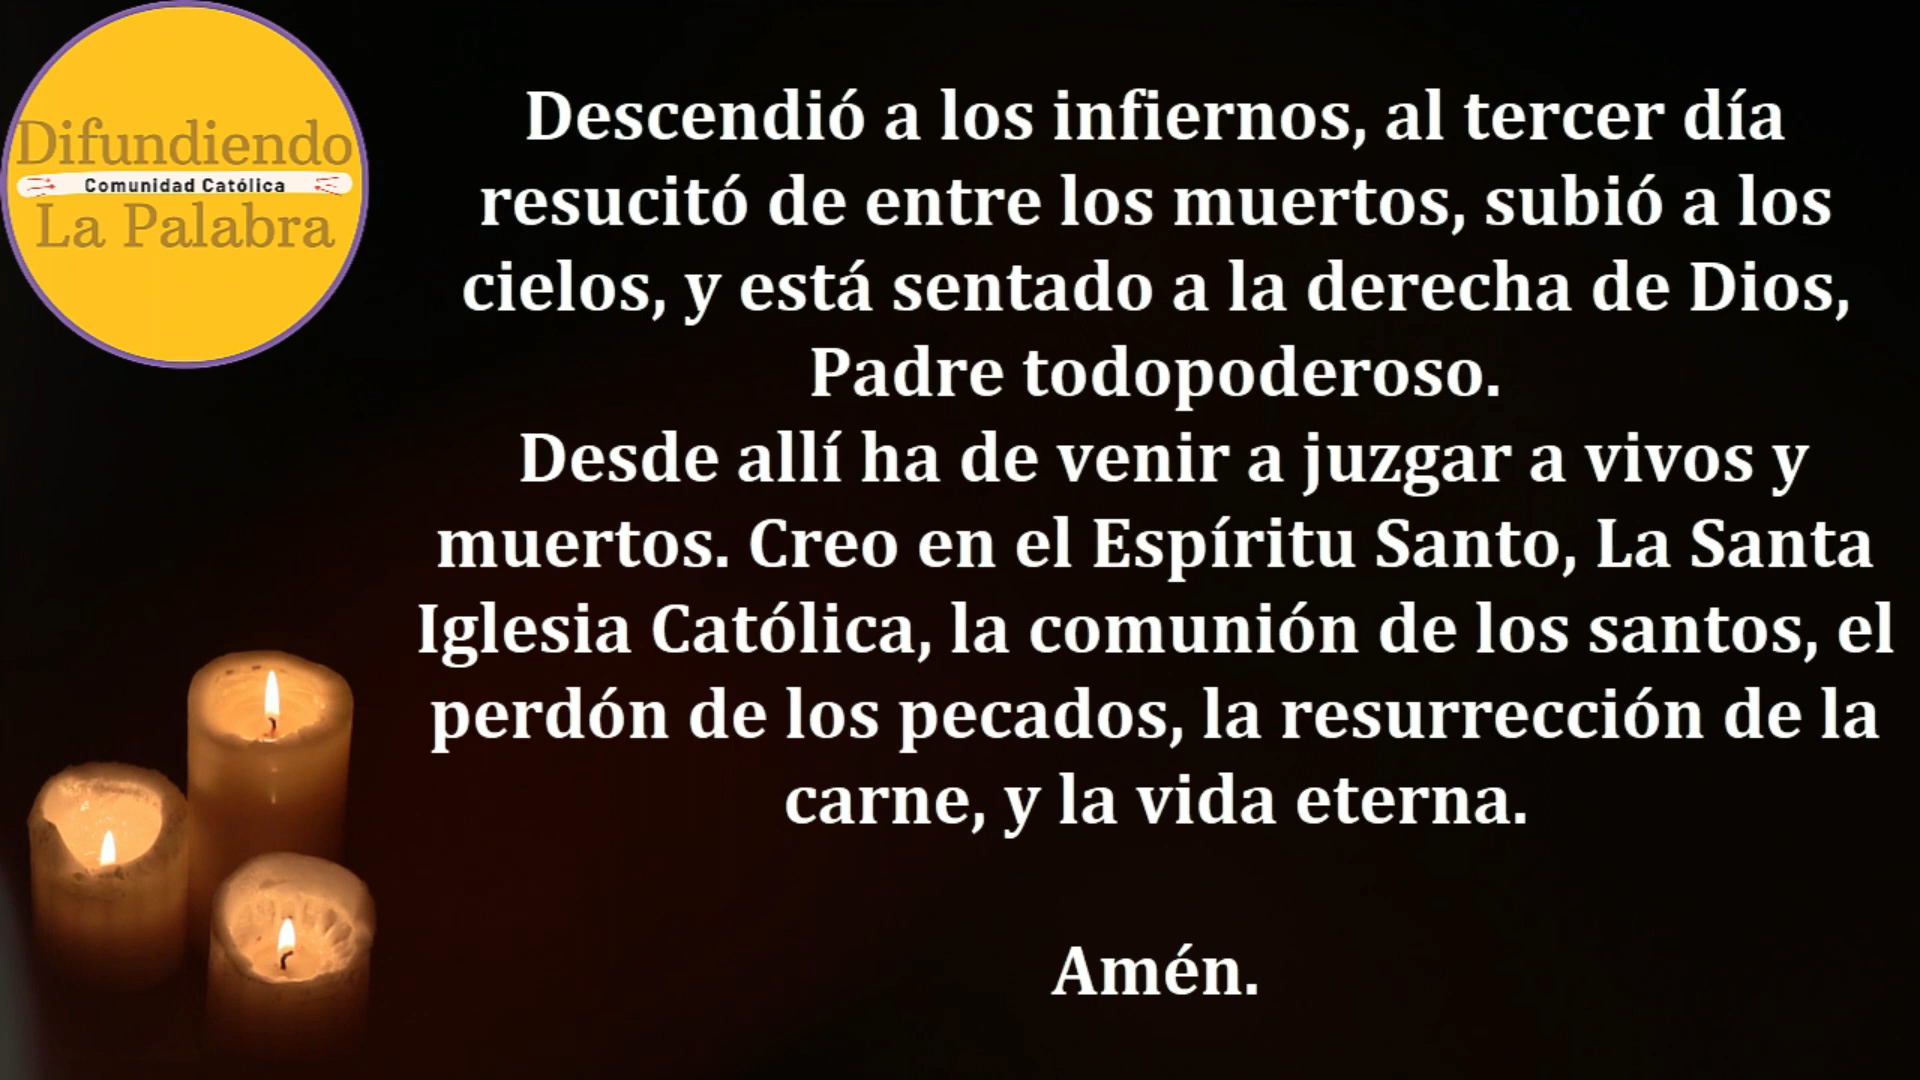 Difundiendo
Comunidad Católica
La Palabra
Descendió a los infiernos, al tercer día
resucitó de entre los muertos, subió a los
cielos, y está sentado a la derecha de Dios,
Padre todopoderoso.
Desde allí ha de venir a juzgar a vivos y
muertos. Creo en el Espíritu Santo, La Santa
Iglesia Católica, la comunión de los santos, el
perdón de los pecados, la resurrección de la
carne, y la vida eterna.
Amén.